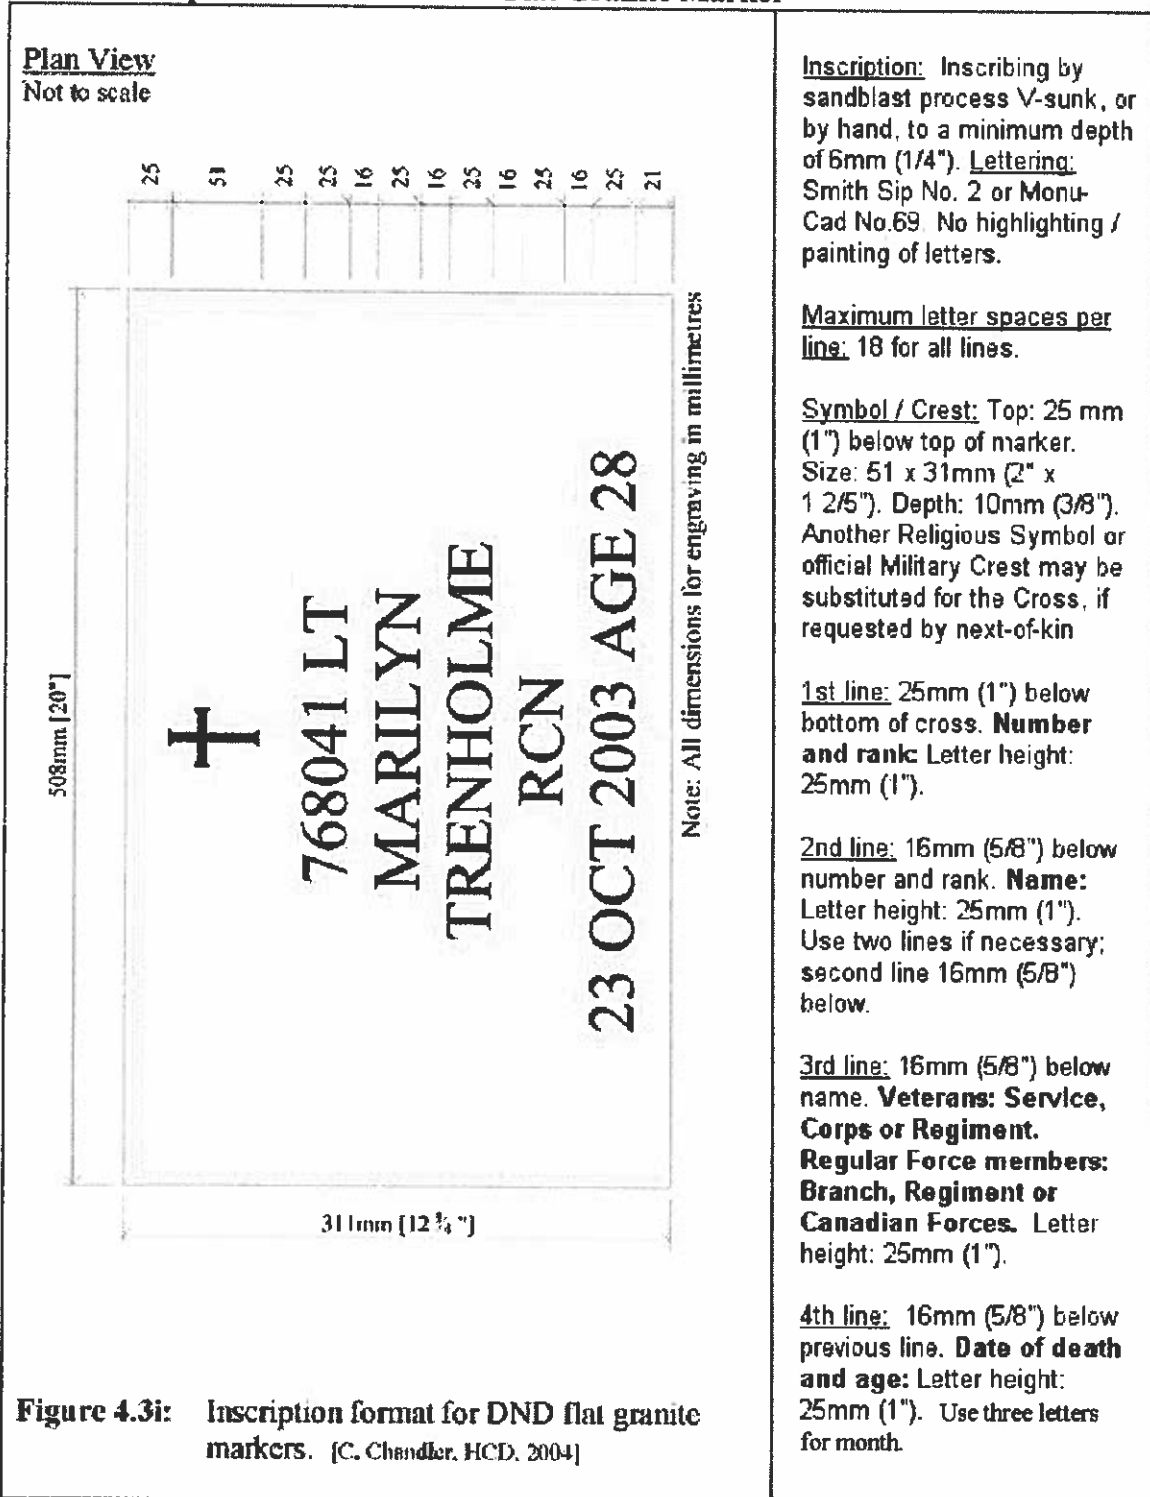 Plan View
Not to scale
25 51 25 25 16 25 16 25 16 25 16 25 21
508mm [20"]
768041 LT
MARILYN
TRENHOLME
RCN
23 OCT 2003 AGE 28
Note: All dimensions for engraving in millimetres
311mm [12 ¼ "]
Figure 4.3i: Inscription format for DND flat granite
markers. [C. Chandler, HCD, 2004]
Inscription: Inscribing by
sandblast process V-sunk, or
by hand, to a minimum depth
of 6mm (1/4"). Lettering:
Smith Sip No. 2 or Monu-
Cad No.69 No highlighting /
painting of letters.
Maximum letter spaces per
line: 18 for all lines.
Symbol / Crest: Top: 25 mm
(1") below top of marker.
Size: 51 x 31mm (2" x
1 2/5"). Depth: 10mm (3/8").
Another Religious Symbol or
official Military Crest may be
substituted for the Cross, if
requested by next-of-kin
1st line: 25mm (1") below
bottom of cross. Number
and rank: Letter height:
25mm (1").
2nd line: 16mm (5/8") below
number and rank. Name:
Letter height: 25mm (1").
Use two lines if necessary;
second line 16mm (5/8")
below.
3rd line: 16mm (5/8") below
name. Veterans: Service,
Corps or Regiment.
Regular Force members:
Branch, Regiment or
Canadian Forces. Letter
height: 25mm (1").
4th line: 16mm (5/8") below
previous line. Date of death
and age: Letter height:
25mm (1"). Use three letters
for month.